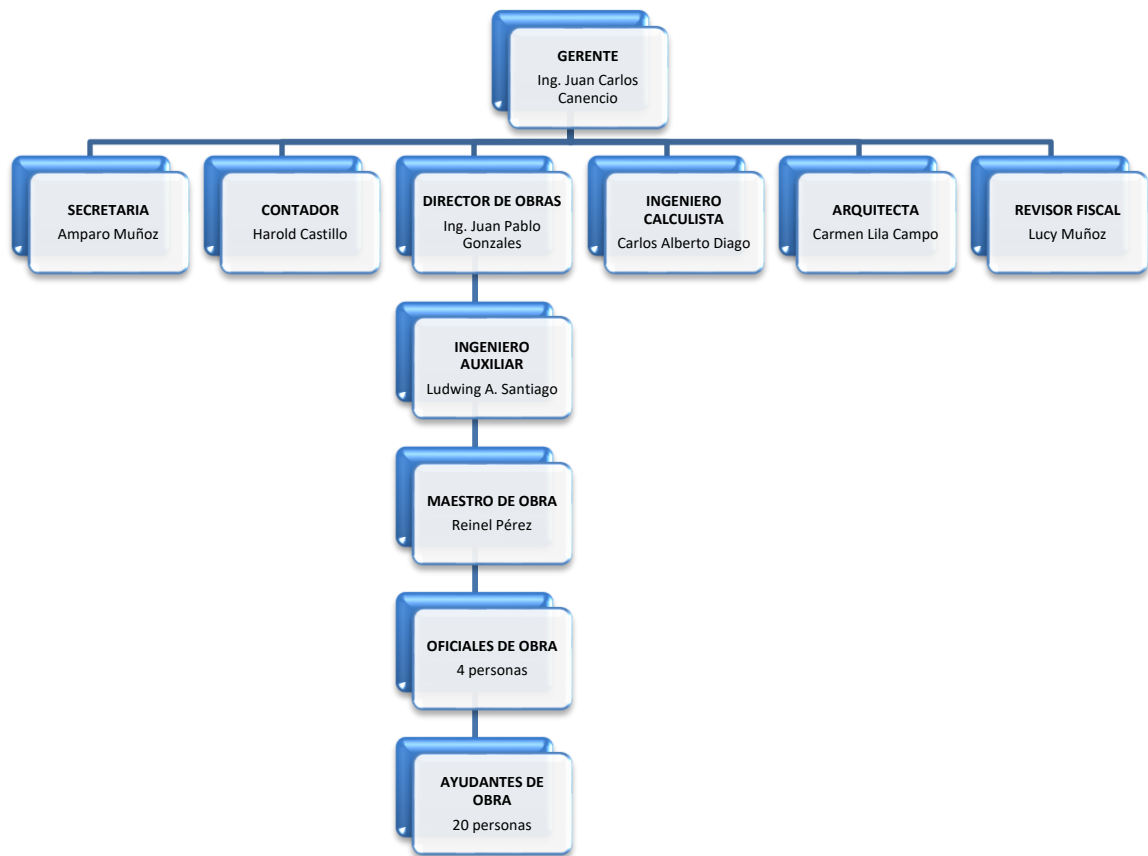 GERENTE
Ing. Juan Carlos
Canencio
SECRETARIA
Amparo Muñoz
CONTADOR
Harold Castillo
DIRECTOR DE OBRAS
Ing. Juan Pablo
Gonzales
INGENIERO
CALCULISTA
Carlos Alberto Diago
ARQUITECTA
Carmen Lila Campo
REVISOR FISCAL
Lucy Muñoz
INGENIERO
AUXILIAR
Ludwing A. Santiago
MAESTRO DE OBRA
Reinel Pérez
OFICIALES DE OBRA
4 personas
AYUDANTES DE
OBRA
20 personas